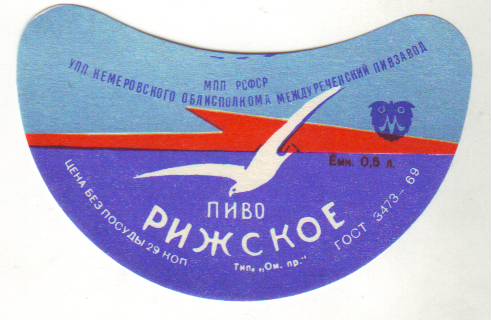 МПП РСФСР
УПП КЕМЕРОВСКОГО ОБЛИСПОЛКОМА МЕЖДУРЕЧЕНСКИЙ ПИВЗАВОД
М
Емк. 0,5 л.
ПИВО
РИЖСКОЕ
ЦЕНА БЕЗ ПОСУДЫ 29 КОП
ГОСТ 3473-69
Тип. „Ом. пр."